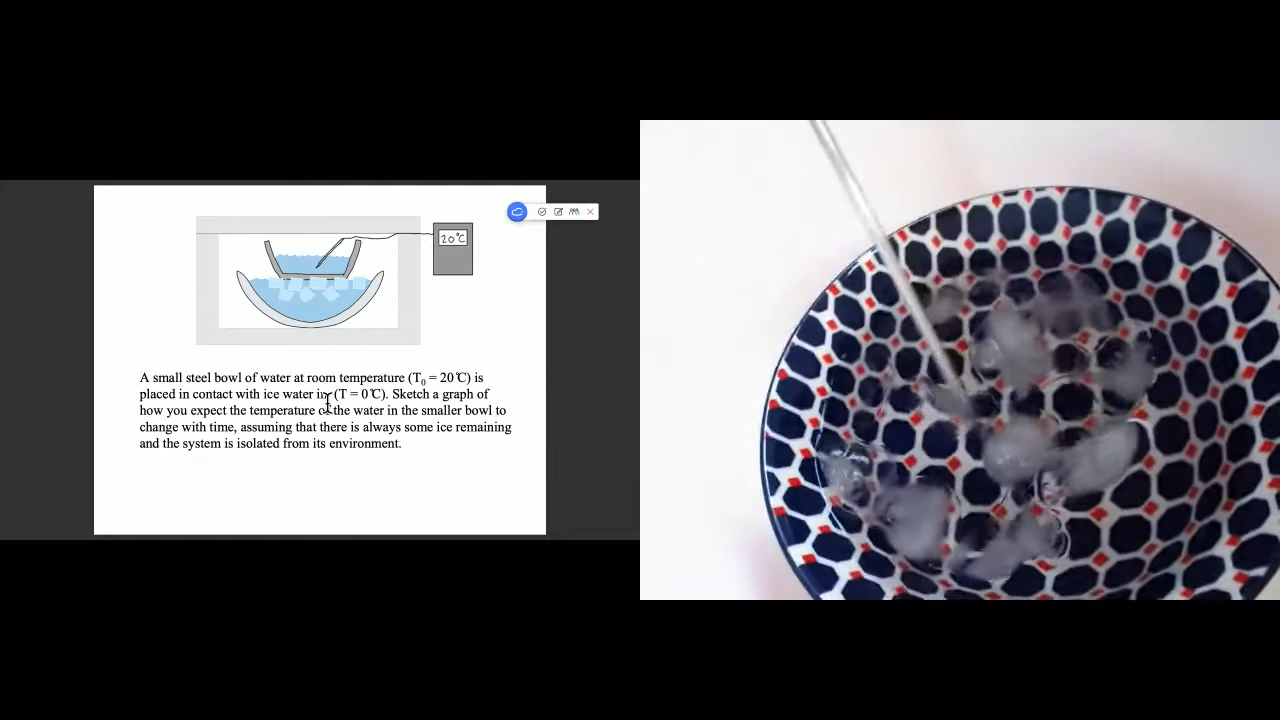 20°C
A small steel bowl of water at room temperature (T0 = 20℃) is
placed in contact with ice water in (T = 0℃). Sketch a graph of
how you expect the temperature of the water in the smaller bowl to
change with time, assuming that there is always some ice remaining
and the system is isolated from its environment.